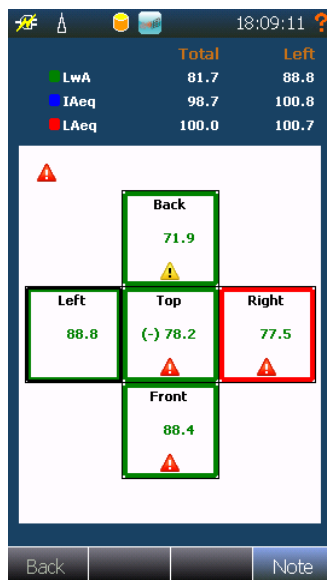 18:09:11 ?
Total Left
LwA 81.7 88.8
IAeq 98.7 100.8
LAeq 100.0 100.7
Back
71.9
Left Top Right
88.8 (-) 78.2 77.5
Front
88.4
Back Note